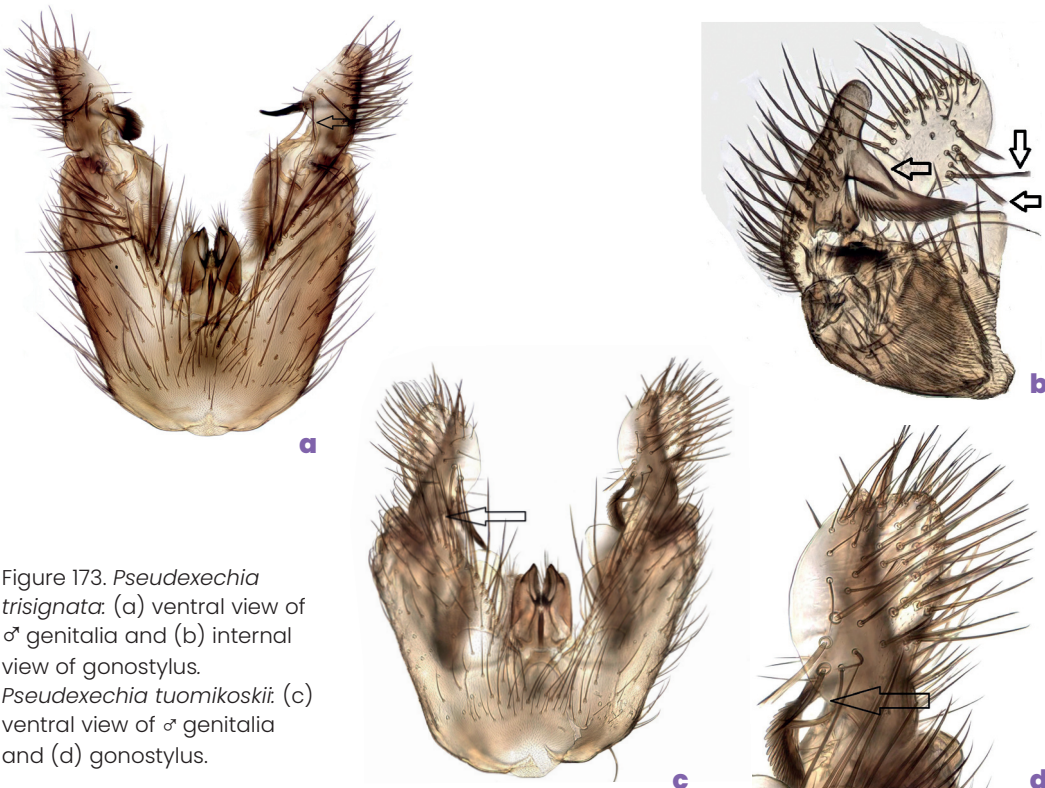 a
b
c
d
Figure 173. Pseudexechia
trisignata: (a) ventral view of
♂ genitalia and (b) internal
view of gonostylus.
Pseudexechia tuomikoskii: (c)
ventral view of ♂ genitalia
and (d) gonostylus.